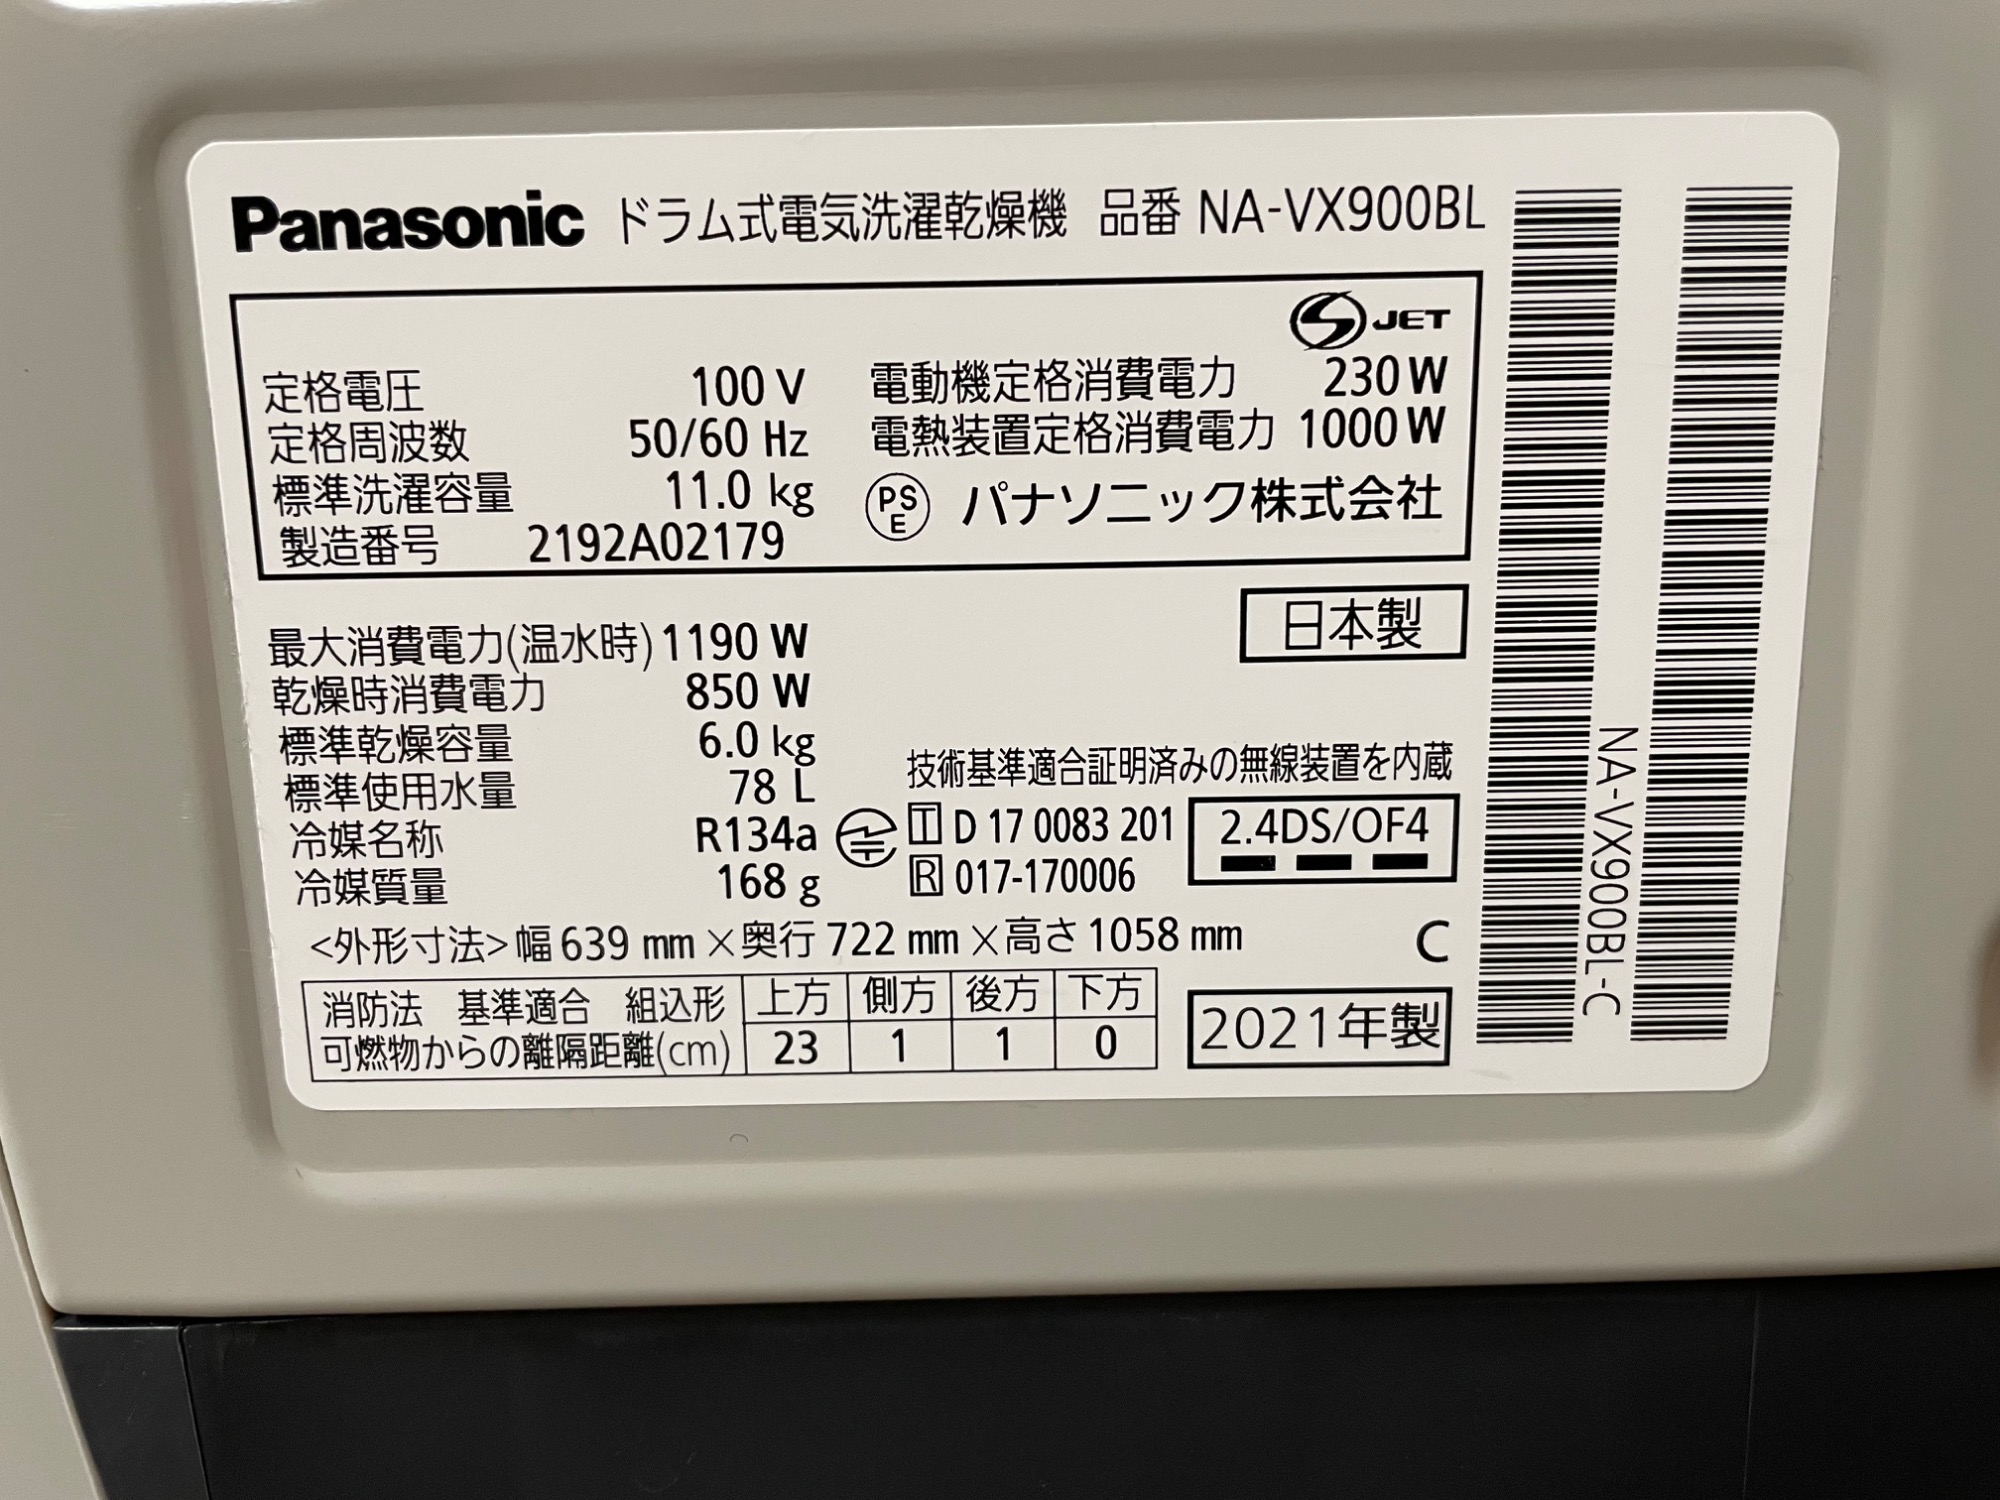 Panasonic ドラム式電気洗濯乾燥機 品番 NA-VX900BL
JET
定格電圧 100 V 電動機定格消費電力 230 W
定格周波数 50/60 Hz 電熱装置定格消費電力 1000 W
標準洗濯容量 11.0 kg PSE パナソニック株式会社
製造番号 2192A02179
日本製
最大消費電力(温水時) 1190 W
乾燥時消費電力 850 W
標準乾燥容量 6.0 kg
標準使用水量 78 L
冷媒名称 R134a
冷媒質量 168 g
技術基準適合証明済みの無線装置を内蔵
T D 17 0083 201
R 017-170006
2.4DS/OF4
<外形寸法> 幅 639 mm × 奥行 722 mm × 高さ 1058 mm
C
消防法 基準適合 組込形 上方 側方 後方 下方
可燃物からの離隔距離(cm) 23 1 1 0
2021年製
NA-VX900BL-C